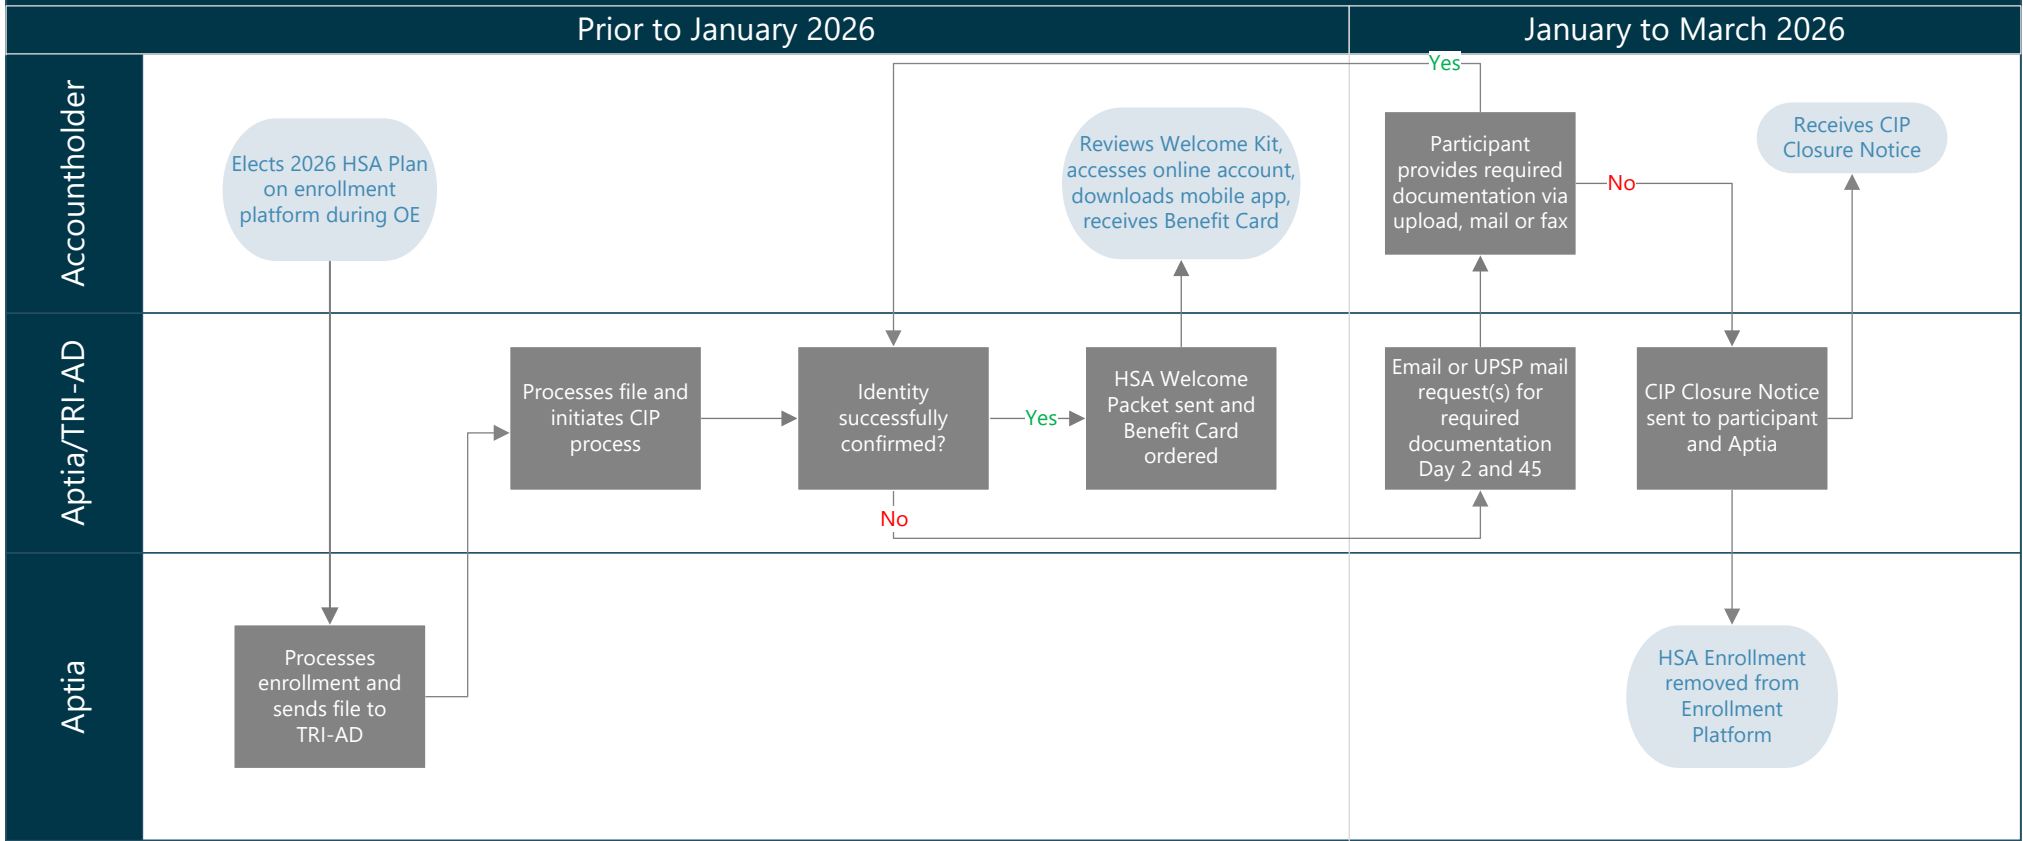 Prior to January 2026
January to March 2026
Accountholder
Elects 2026 HSA Plan
on enrollment
platform during OE
Reviews Welcome Kit,
accesses online account,
downloads mobile app,
receives Benefit Card
Yes
Participant
provides required
documentation via
upload, mail or fax
No
Receives CIP
Closure Notice
Aptia/TRI-AD
Processes file and
initiates CIP
process
Identity
successfully
confirmed?
Yes
No
HSA Welcome
Packet sent and
Benefit Card
ordered
Email or UPSP mail
request(s) for
required
documentation
Day 2 and 45
CIP Closure Notice
sent to participant
and Aptia
Aptia
Processes
enrollment and
sends file to
TRI-AD
HSA Enrollment
removed from
Enrollment
Platform